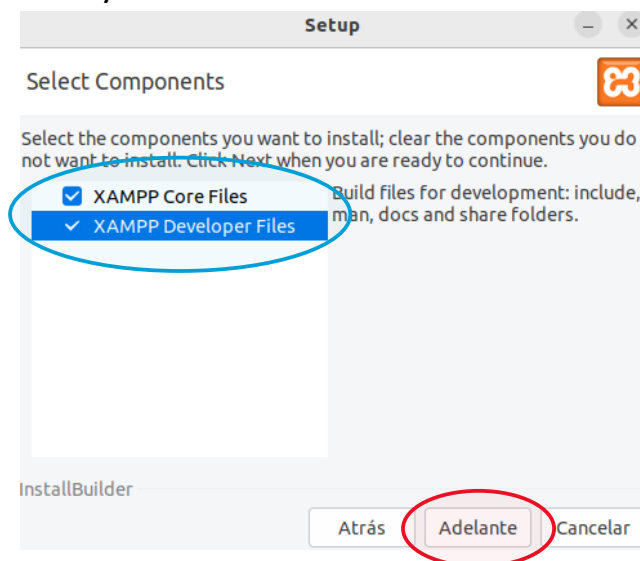 Setup
Select Components
Select the components you want to install; clear the components you do
not want to install. Click Next when you are ready to continue.
XAMPP Core Files
XAMPP Developer Files
Build files for development: include,
man, docs and share folders.
InstallBuilder
Atrás Adelante Cancelar